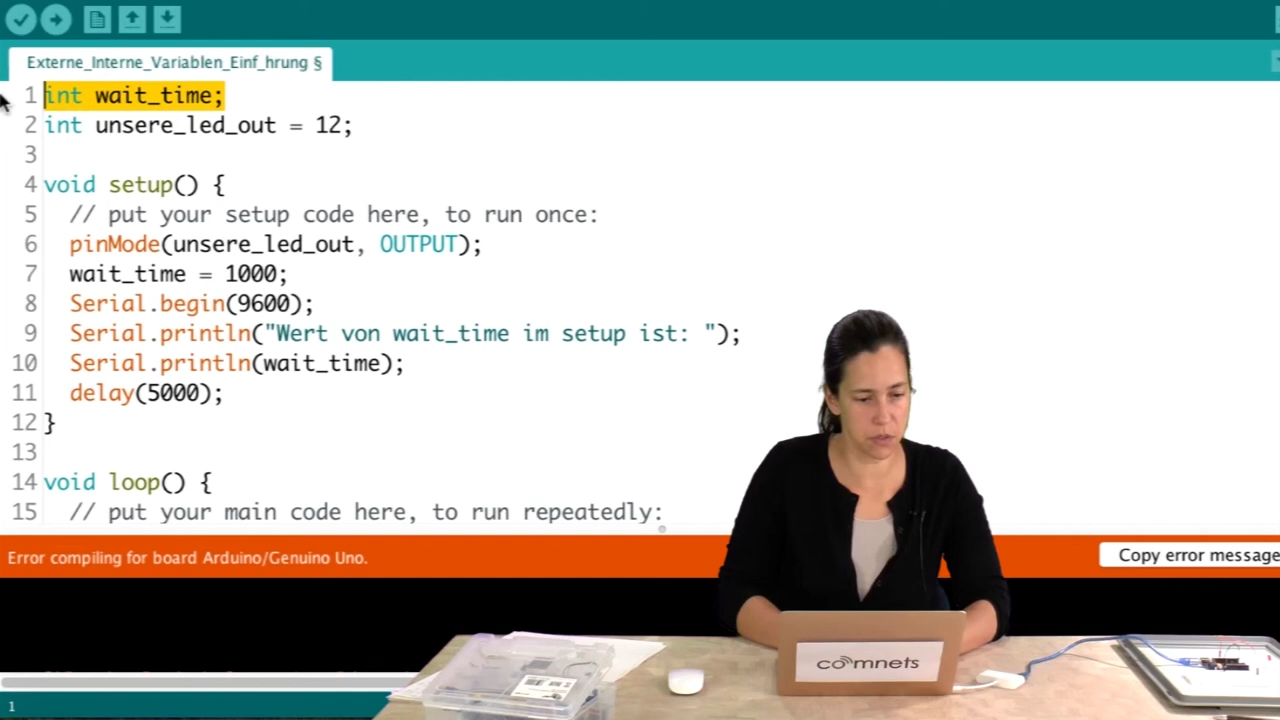 Externe_Interne_Variablen_Einf_hrung §
1 int wait_time;
2 int unsere_led_out = 12;
3
4 void setup() {
5 // put your setup code here, to run once:
6 pinMode(unsere_led_out, OUTPUT);
7 wait_time = 1000;
8 Serial.begin(9600);
9 Serial.println("Wert von wait_time im setup ist: ");
10 Serial.println(wait_time);
11 delay(5000);
12 }
13
14 void loop() {
15 // put your main code here, to run repeatedly:
Error compiling for board Arduino/Genuino Uno.
Copy error message
comnets
1